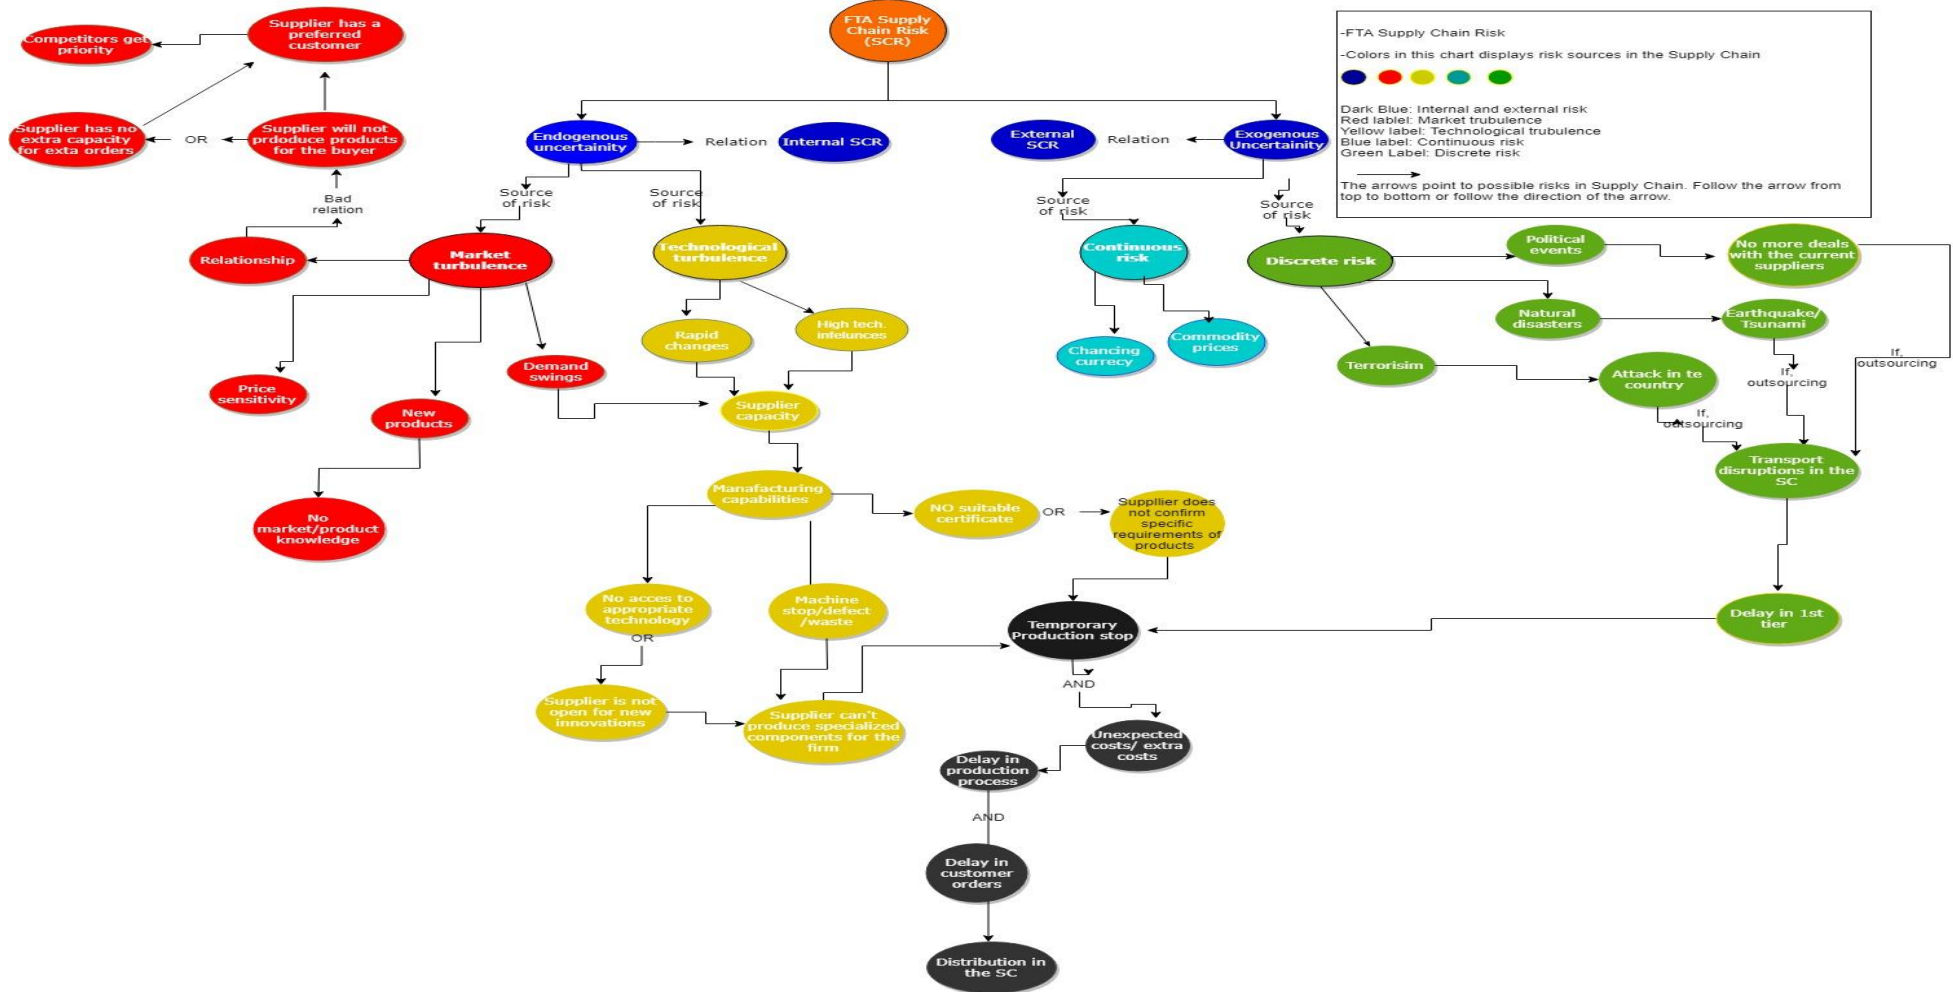 FTA Supply
Chain Risk
(SCR)
-FTA Supply Chain Risk
-Colors in this chart displays risk sources in the Supply Chain
Dark Blue: Internal and external risk
Red lablel: Market trubulence
Yellow label: Technological trubulence
Blue label: Continuous risk
Green Label: Discrete risk
The arrows point to possible risks in Supply Chain. Follow the arrow from
top to bottom or follow the direction of the arrow.
Supplier has a
preferred
customer
Competitors get
priority
Supplier has no
extra capacity
for exta orders
OR
Supplier will not
prdoduce products
for the buyer
Bad
relation
Endogenous
uncertainity
Relation
Internal SCR
External
SCR
Relation
Exogenous
Uncertainity
Source
of risk
Source
of risk
Source
of risk
Source
of risk
Relationship
Market
turbulence
Technological
turbulence
Continuous
risk
Discrete risk
Political
events
No more deals
with the current
suppliers
Price
sensitivity
New
products
Demand
swings
No
market/product
knowledge
Rapid
changes
High tech.
infelunces
Supplier
capacity
Chancing
currecy
Commodity
prices
Natural
disasters
Earthquake/
Tsunami
Terrorisim
Attack in te
country
If,
outsourcing
If,
outsourcing
If,
outsourcing
Transport
disruptions in the
SC
Manafacturing
capabilities
NO suitable
certificate
OR
Suppllier does
not confirm
specific
requirements of
products
No acces to
appropriate
technology
OR
Machine
stop/defect
/waste
Temprorary
Production stop
Delay in 1st
tier
Supplier is not
open for new
innovations
Supplier can't
produce specialized
components for the
firm
AND
Unexpected
costs/ extra
costs
Delay in
production
process
AND
Delay in
customer
orders
Distribution in
the SC